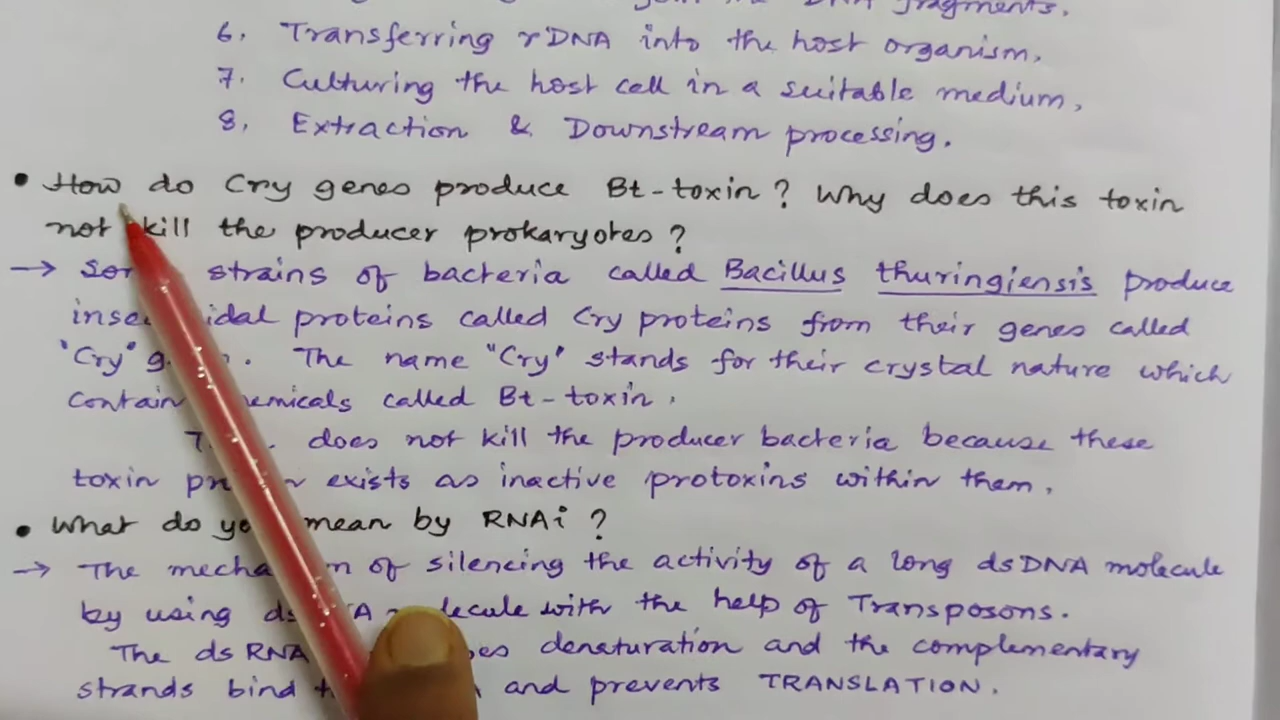 DNA fragments.
6. Transferring rDNA into the host organism.
7. Culturing the host cell in a suitable medium.
8. Extraction & Downstream processing.
• How do Cry genes produce Bt-toxin? Why does this toxin
not kill the producer prokaryotes?
→ strains of bacteria called Bacillus thuringiensis produce
proteins called Cry proteins from their genes called
"Cry" The name "Cry" stands for their crystal nature which
contain called Bt-toxin.
does not kill the producer bacteria because these
toxin exists as inactive protoxins within them.
• What do you mean by RNAi?
→ The of silencing the activity of a long dsDNA molecule
by using with the help of Transposons.
The dsRNA denaturation and the complementary
strands bind and prevents TRANSLATION.